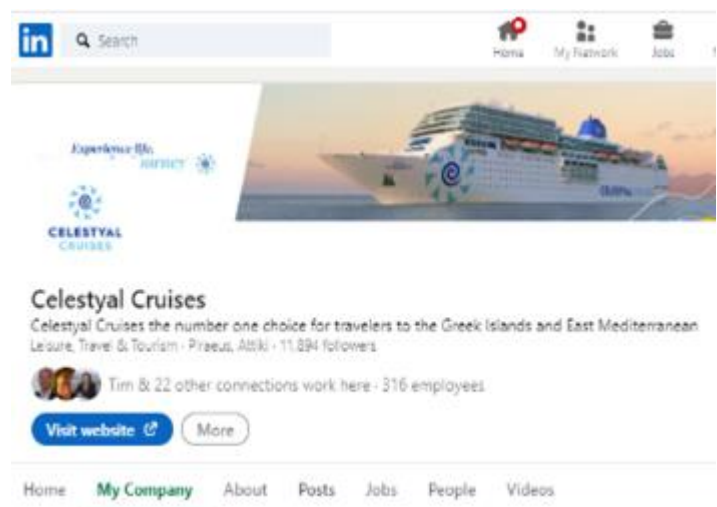 in Search
Home My Network Jobs
Experience life,
CELESTYAL
CRUISES
Celestyal Cruises
Celestyal Cruises the number one choice for travelers to the Greek Islands and East Mediterranean
Leisure, Travel & Tourism · Piraeus, Attiki · 11,894 followers
Tim & 22 other connections work here · 316 employees
Visit website More
Home My Company About Posts Jobs People Videos